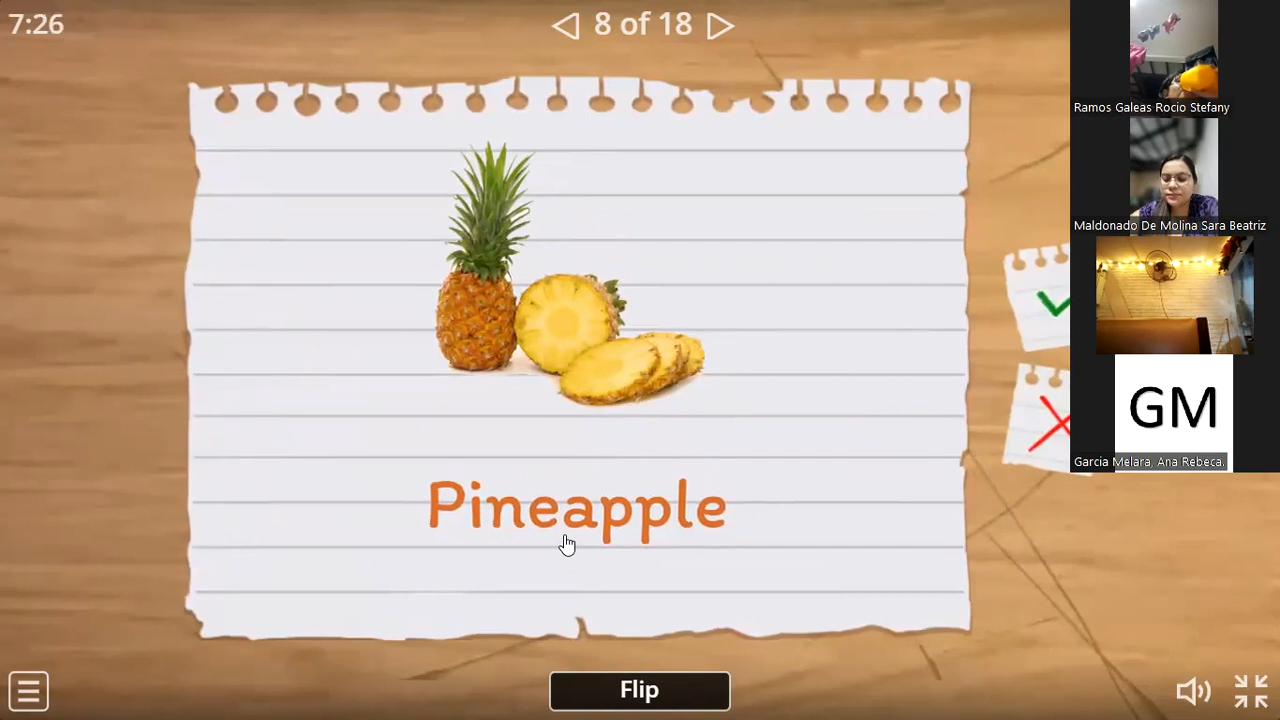 7:26
8 of 18
Ramos Galeas Rocio Stefany
Maldonado De Molina Sara Beatriz
GM
Garcia Melara, Ana Rebeca.
Pineapple
Flip